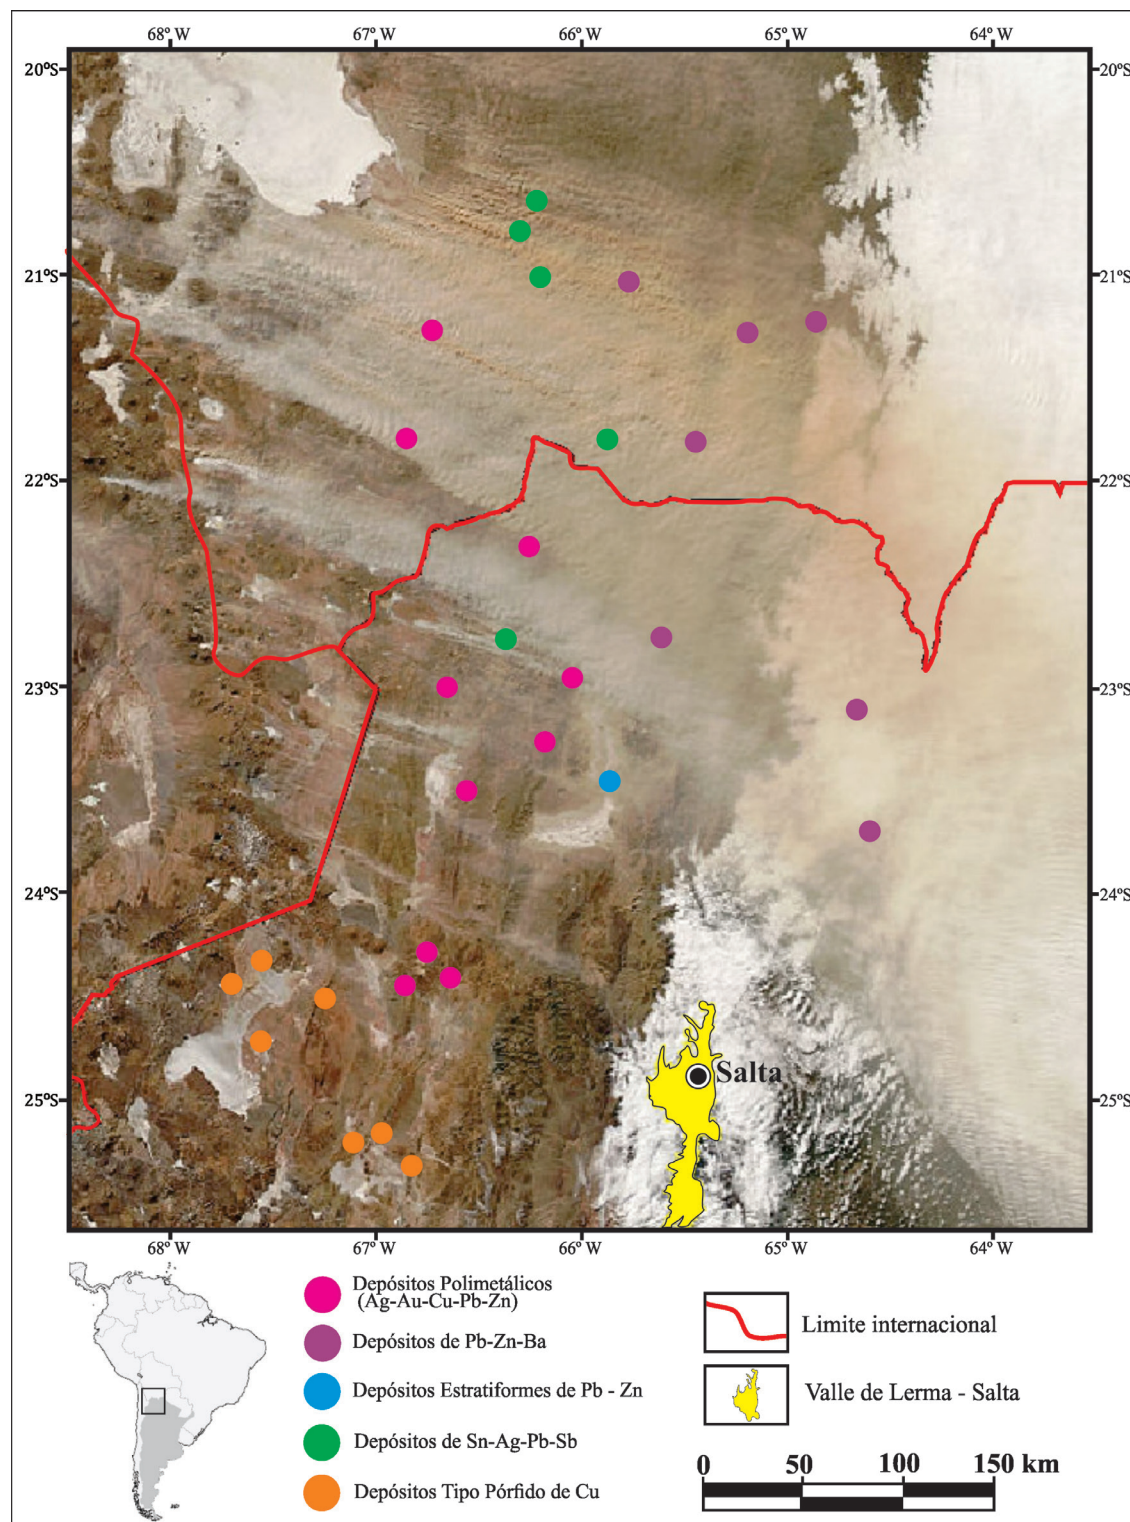 68º W 67º W 66º W 65º W 64º W
20ºS 20ºS
21ºS 21ºS
22ºS 22ºS
23ºS 23ºS
24ºS 24ºS
Salta
25ºS 25ºS
68º W 67º W 66º W 65º W 64º W
Depósitos Polimetálicos
(Ag-Au-Cu-Pb-Zn)
Depósitos de Pb-Zn-Ba
Depósitos Estratiformes de Pb - Zn
Depósitos de Sn-Ag-Pb-Sb
Depósitos Tipo Pórfido de Cu
Limite internacional
Valle de Lerma - Salta
0 50 100 150 km